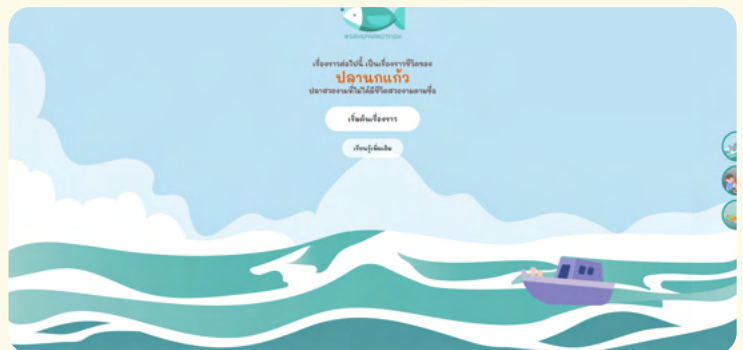 #SAVEPARROTFISH
เรื่องราวต่อไปนี้ เป็นเรื่องราวชีวิตของ
ปลานกแก้ว
ปลาสวยงามที่ไม่ได้มีชีวิตสวยงามตามชื่อ
เริ่มต้นเรื่องราว
เรียนรู้เพิ่มเติม